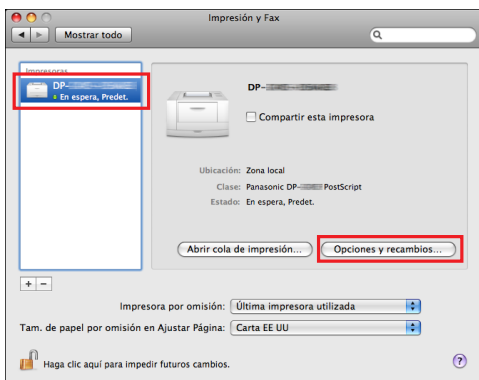 Impresión y Fax
Mostrar todo
Impresoras
DP-
En espera, Predet.
DP-
Compartir esta impresora
Ubicación: Zona local
Clase: Panasonic DP- PostScript
Estado: En espera, Predet.
Abrir cola de impresión...
Opciones y recambios...
+ −
Impresora por omisión: Última impresora utilizada
Tam. de papel por omisión en Ajustar Página: Carta EE UU
Haga clic aquí para impedir futuros cambios.
?